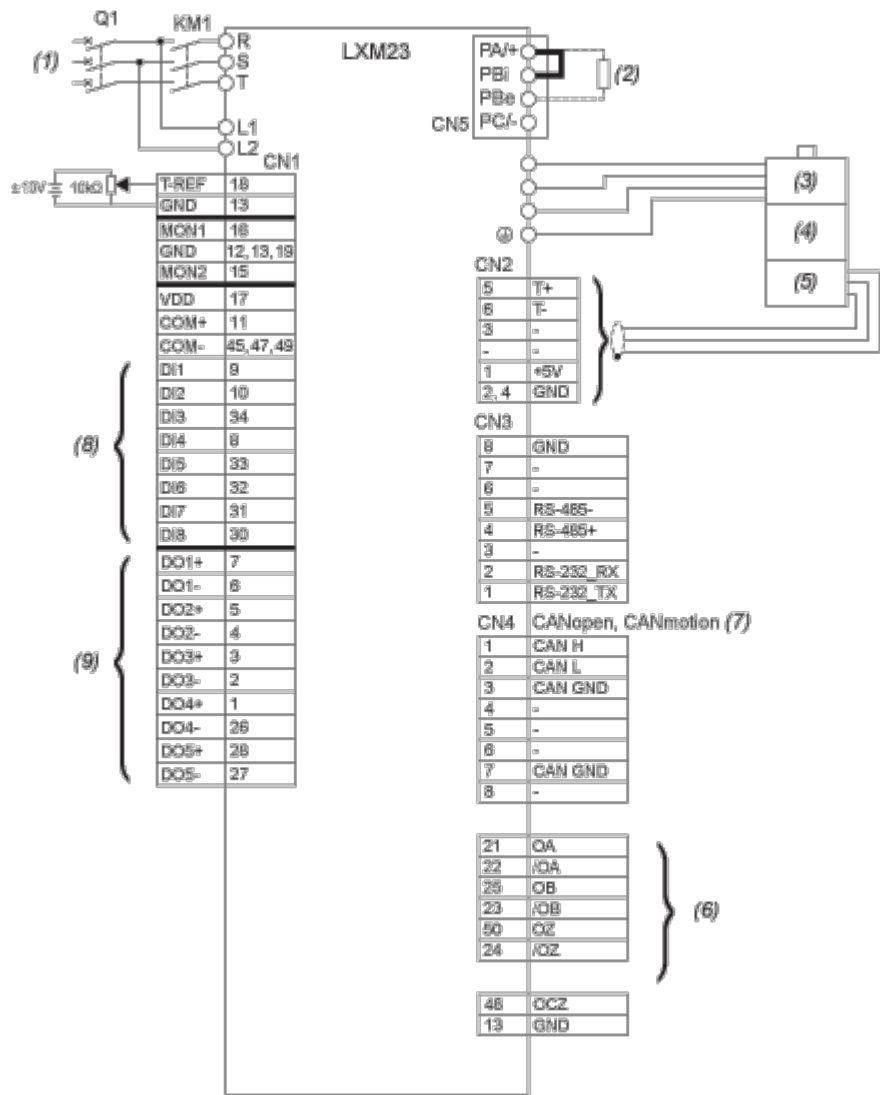 Q1
KM1
(1)
R
S
T
L1
L2
LXM23
PA/+
PBi
PBe
CN5 PC/-
(2)
CN1
±10V 10kΩ
T-REF 18
GND 13
MON1 16
GND 12,13,19
MON2 15
VDD 17
COM+ 11
COM- 45,47,49
(8)
DI1 9
DI2 10
DI3 34
DI4 8
DI5 33
DI6 32
DI7 31
DI8 30
(9)
DO1+ 7
DO1- 6
DO2+ 5
DO2- 4
DO3+ 3
DO3- 2
DO4+ 1
DO4- 26
DO5+ 28
DO5- 27
(3)
(4)
(5)
CN2
5 T+
6 T-
3 -
- -
1 +5V
2, 4 GND
CN3
8 GND
7 -
6 -
5 RS-485-
4 RS-485+
3 -
2 RS-232_RX
1 RS-232_TX
CN4 CANopen, CANmotion (7)
1 CAN H
2 CAN L
3 CAN GND
4 -
5 -
6 -
7 CAN GND
8 -
21 OA
22 /OA
25 OB
23 /OB
50 OZ
24 /OZ
(6)
48 OCZ
13 GND